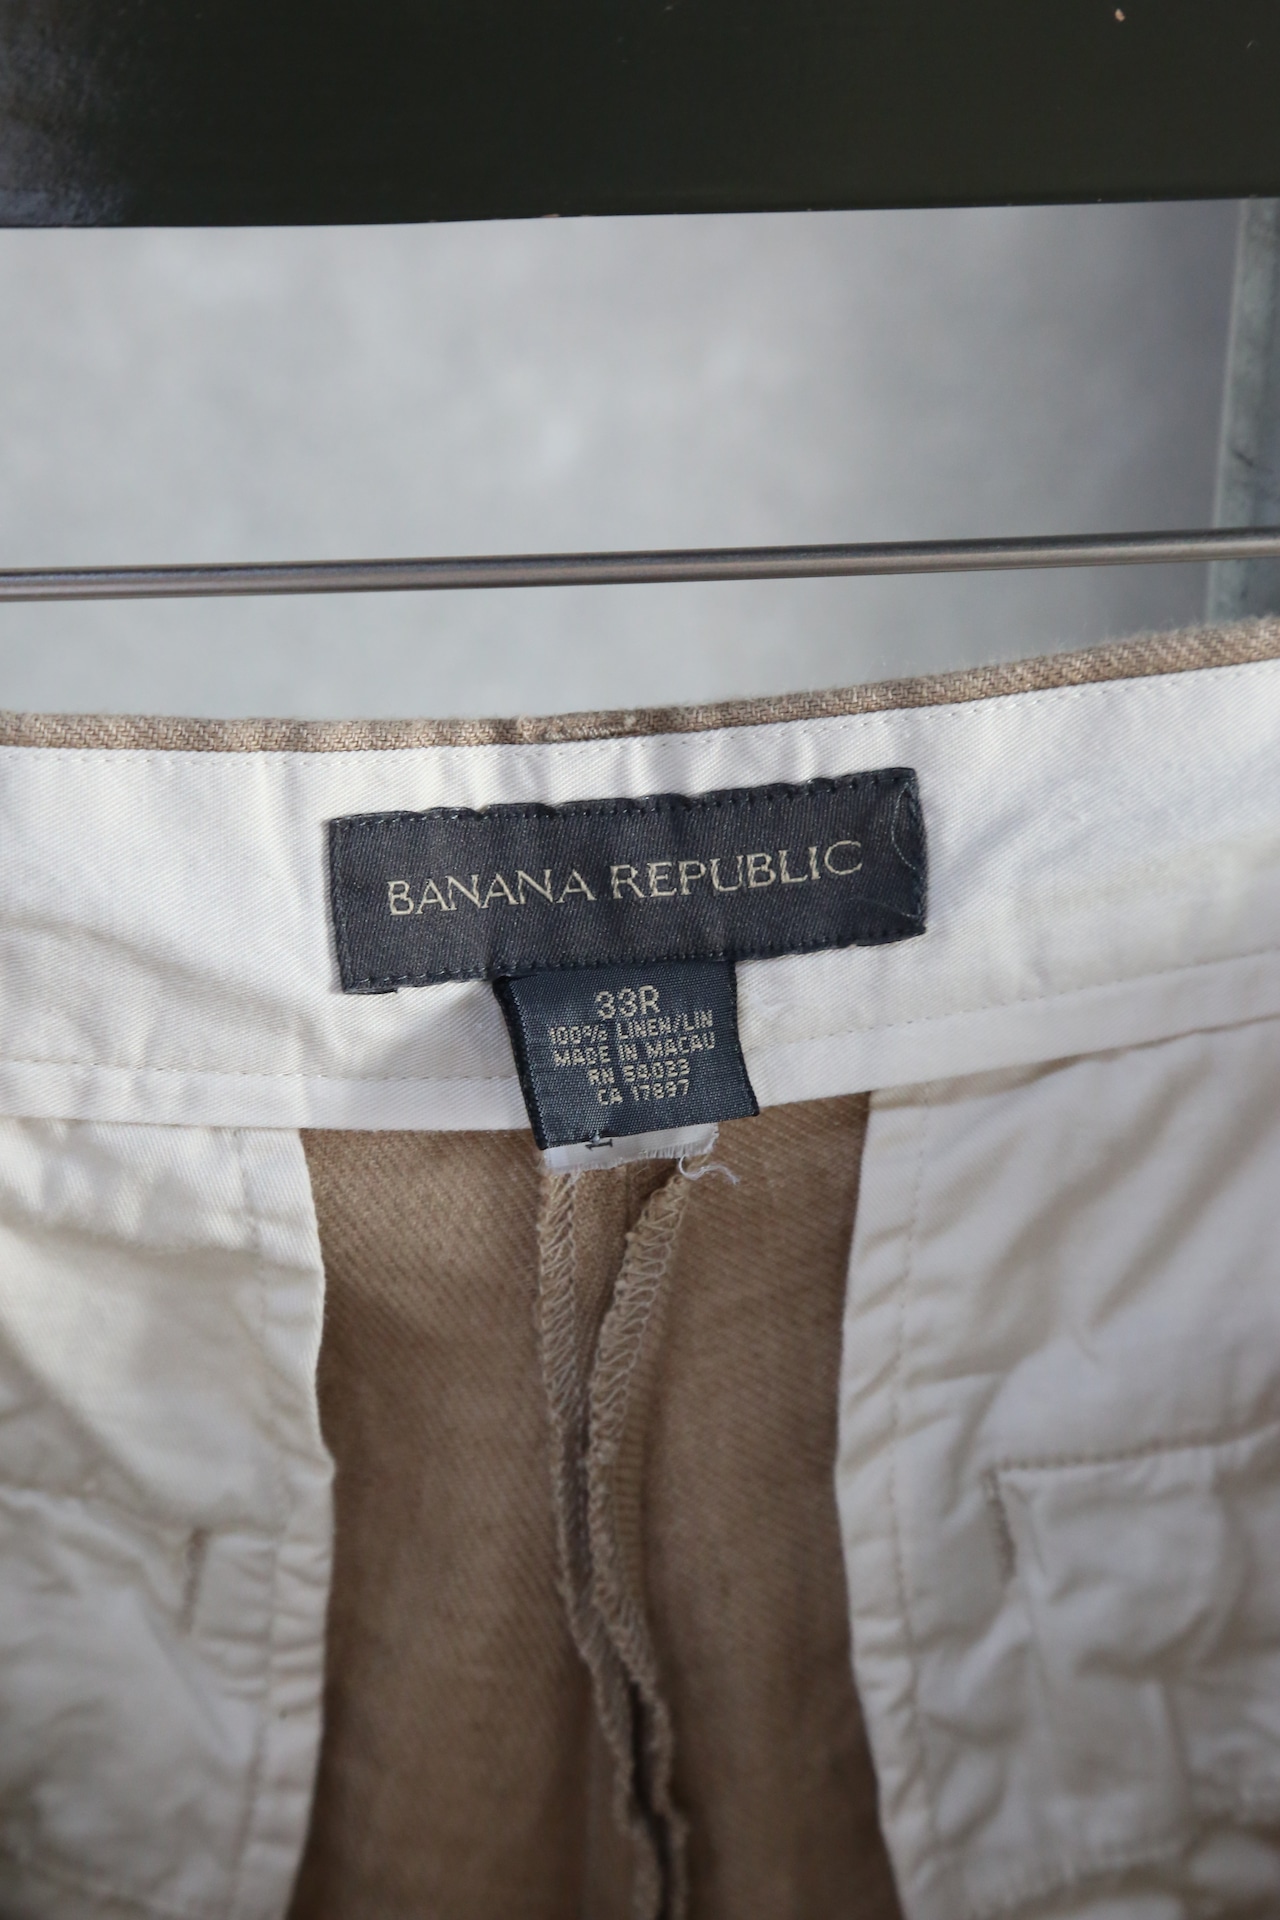 BANANA REPUBLIC
33R
100% LINEN/LIN
MADE IN MACAU
RN 54023
CA 17897